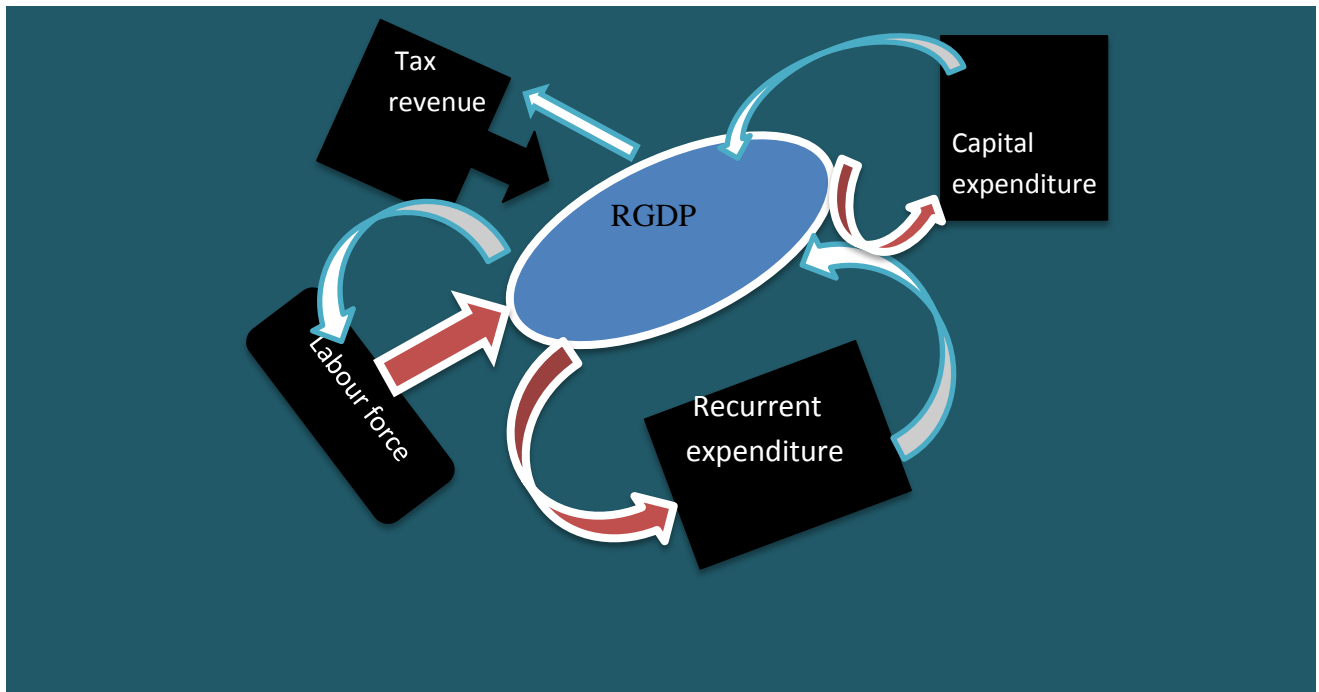 Tax
revenue
Capital
expenditure
RGDP
Labour force
Recurrent
expenditure